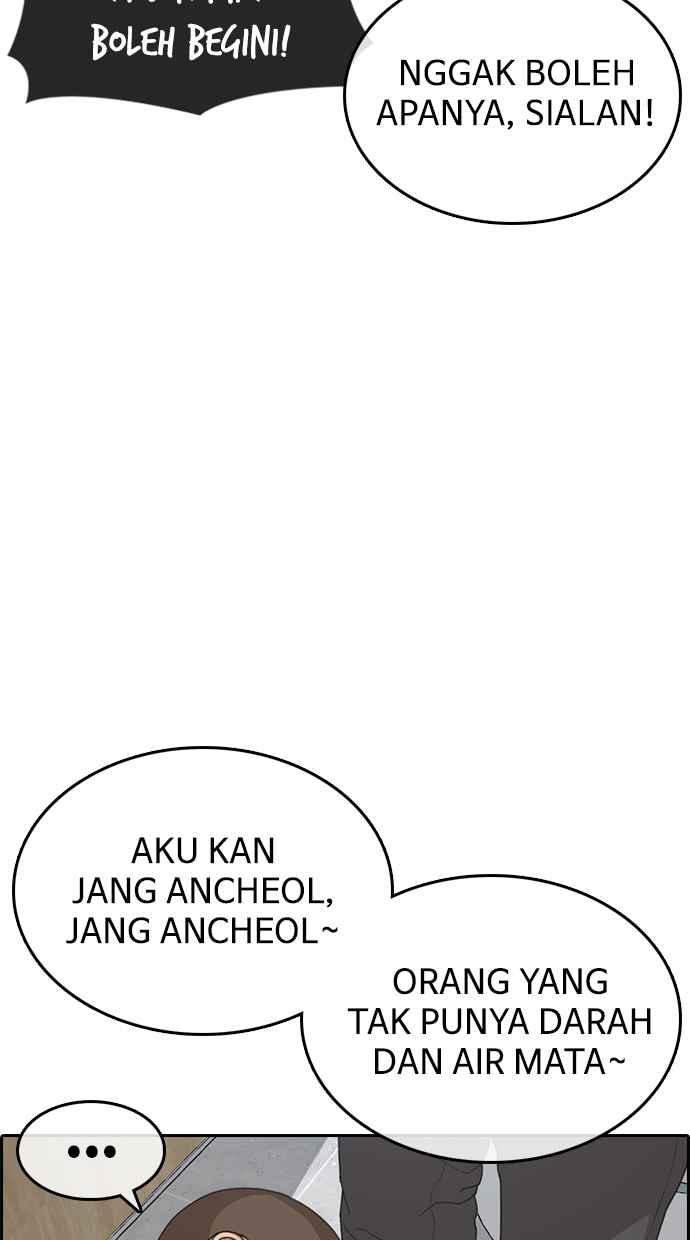 BOLEH BEGINI!
NGGAK BOLEH
APANYA, SIALAN!
AKU KAN
JANG ANCHEOL,
JANG ANCHEOL~
ORANG YANG
TAK PUNYA DARAH
DAN AIR MATA~
...